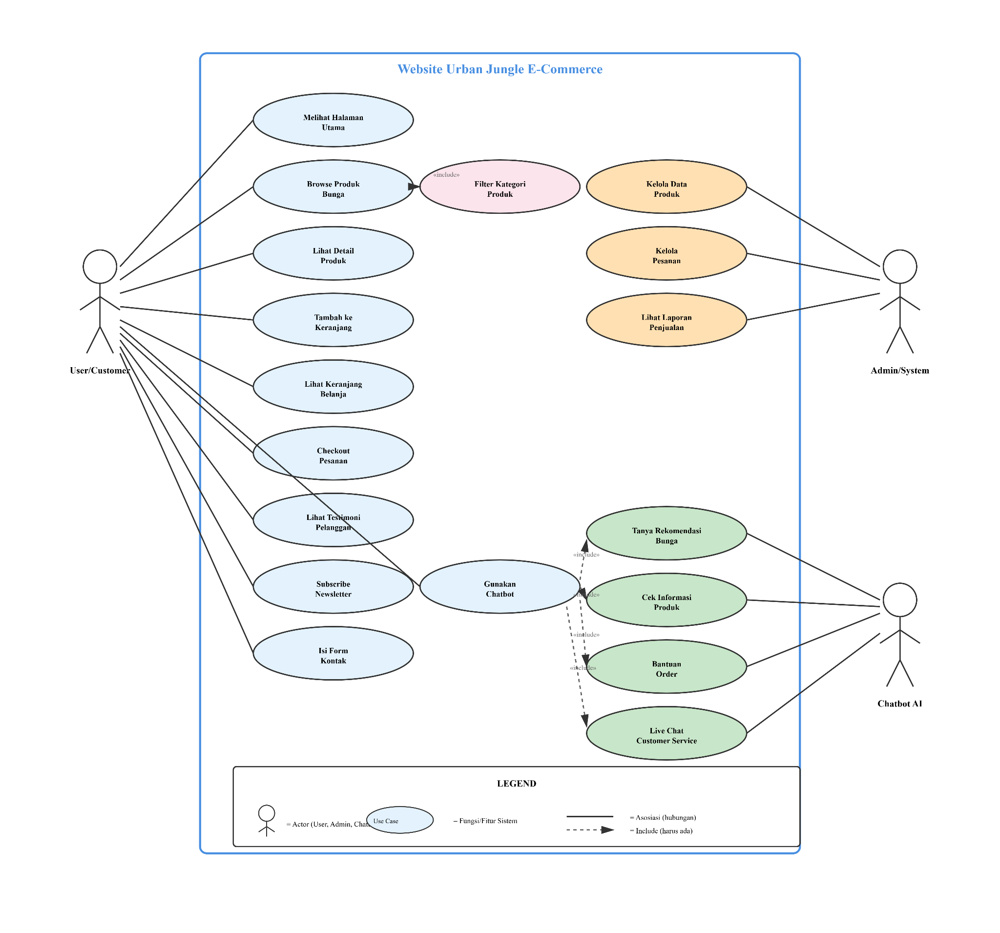 Website Urban Jungle E-Commerce
Melihat Halaman
Utama
Browse Produk
Bunga
«include»
Filter Kategori
Produk
Kelola Data
Produk
Lihat Detail
Produk
Kelola
Pesanan
Tambah ke
Keranjang
Lihat Laporan
Penjualan
User/Customer
Admin/System
Lihat Keranjang
Belanja
Checkout
Pesanan
Lihat Testimoni
Pelanggan
Tanya Rekomendasi
Bunga
«include»
Subscribe
Newsletter
Gunakan
Chatbot
«include»
Cek Informasi
Produk
«include»
Isi Form
Kontak
Bantuan
Order
«include»
Chatbot AI
Live Chat
Customer Service
LEGEND
= Actor (User, Admin,
Use Case
= Fungsi/Fitur Sistem
= Asosiasi (hubungan)
= Include (harus ada)